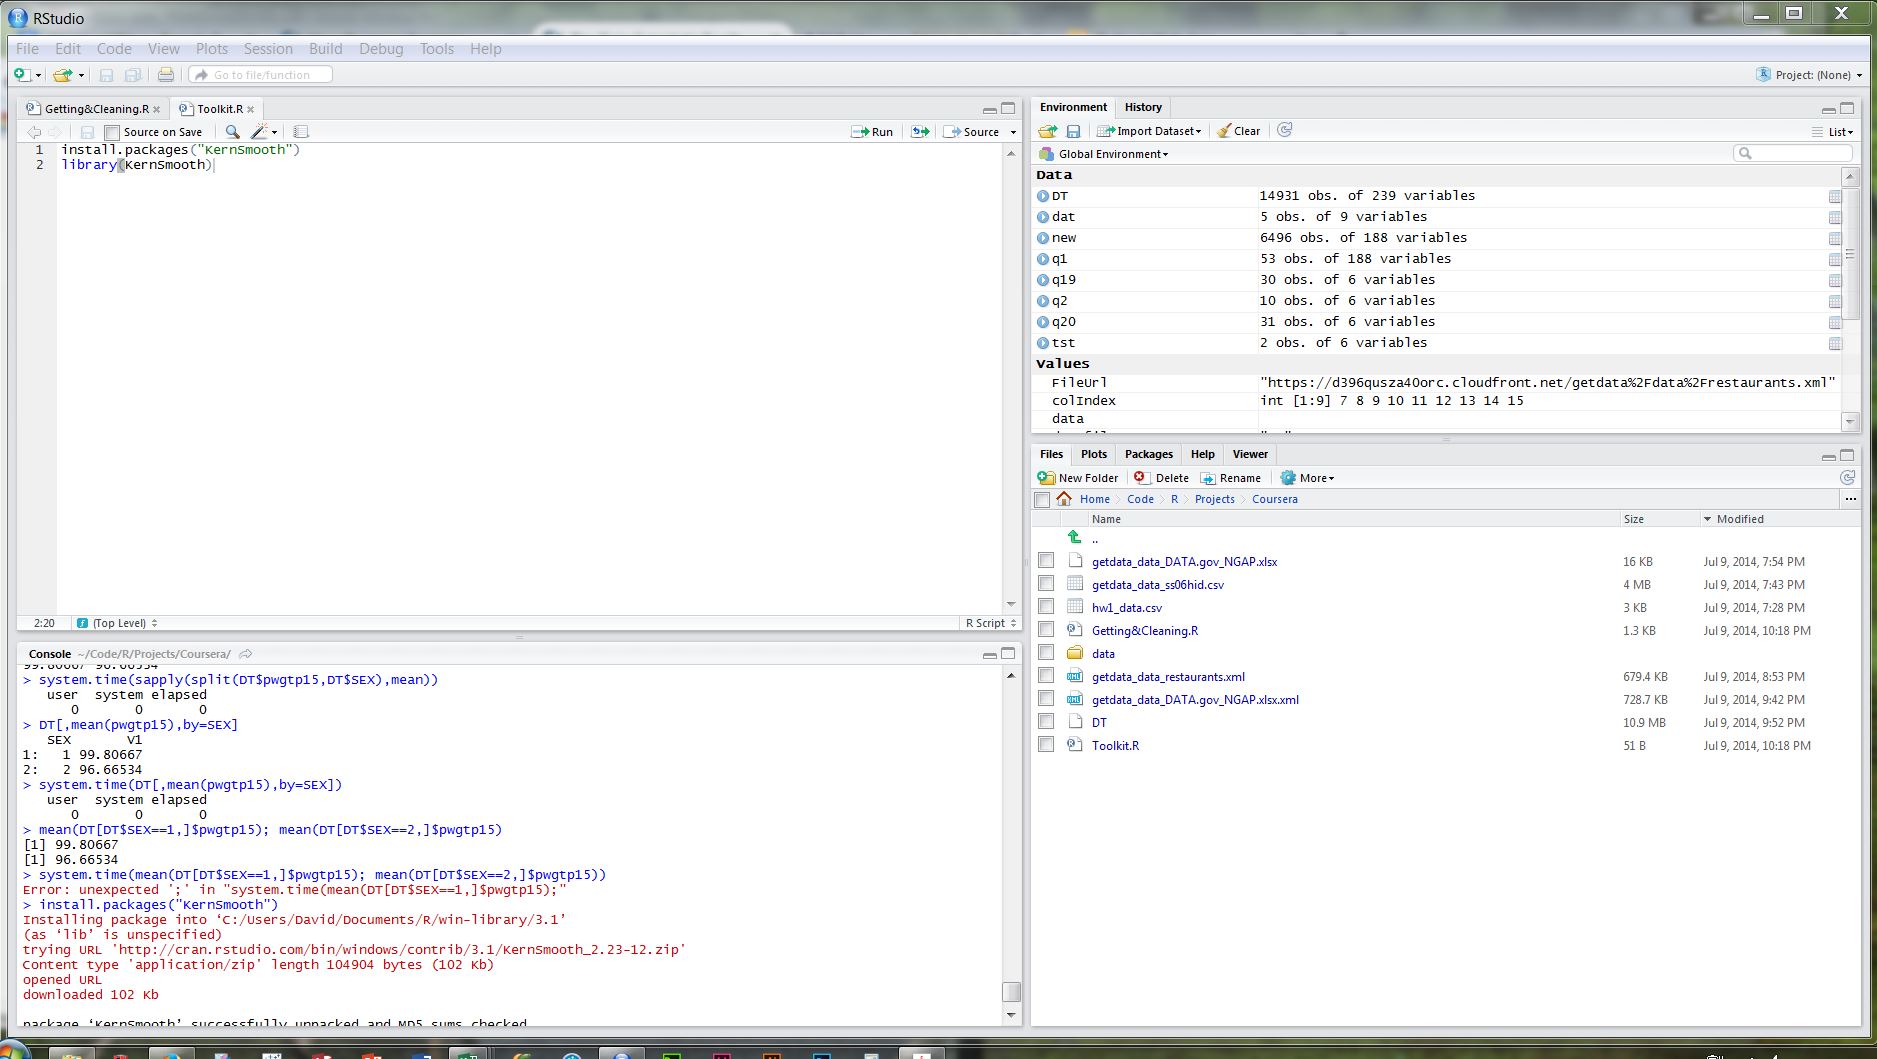 RStudio
File Edit Code View Plots Session Build Debug Tools Help
Go to file/function
Project: (None)
Getting&Cleaning.R Toolkit.R
Source on Save Run Source
1 install.packages("KernSmooth")
2 library(KernSmooth)
2:20 (Top Level) R Script
Console ~/Code/R/Projects/Coursera/
99.80667 96.66534
> system.time(sapply(split(DT$pwgtp15,DT$SEX),mean))
user system elapsed
0 0 0
> DT[,mean(pwgtp15),by=SEX]
SEX V1
1: 1 99.80667
2: 2 96.66534
> system.time(DT[,mean(pwgtp15),by=SEX])
user system elapsed
0 0 0
> mean(DT[DT$SEX==1,]$pwgtp15); mean(DT[DT$SEX==2,]$pwgtp15)
[1] 99.80667
[1] 96.66534
> system.time(mean(DT[DT$SEX==1,]$pwgtp15); mean(DT[DT$SEX==2,]$pwgtp15))
Error: unexpected ';' in "system.time(mean(DT[DT$SEX==1,]$pwgtp15);"
> install.packages("KernSmooth")
Installing package into ‘C:/Users/David/Documents/R/win-library/3.1’
(as ‘lib’ is unspecified)
trying URL 'http://cran.rstudio.com/bin/windows/contrib/3.1/KernSmooth_2.23-12.zip'
Content type 'application/zip' length 104904 bytes (102 Kb)
opened URL
downloaded 102 Kb
package ‘KernSmooth’ successfully unpacked and MD5 sums checked
Environment History
Import Dataset Clear List
Global Environment
Data
DT 14931 obs. of 239 variables
dat 5 obs. of 9 variables
new 6496 obs. of 188 variables
q1 53 obs. of 188 variables
q19 30 obs. of 6 variables
q2 10 obs. of 6 variables
q20 31 obs. of 6 variables
tst 2 obs. of 6 variables
Values
FileUrl "https://d396qusza40orc.cloudfront.net/getdata%2Fdata%2Frestaurants.xml"
colIndex int [1:9] 7 8 9 10 11 12 13 14 15
data
Files Plots Packages Help Viewer
New Folder Delete Rename More
Home Code R Projects Coursera ...
Name Size Modified
..
getdata_data_DATA.gov_NGAP.xlsx 16 KB Jul 9, 2014, 7:54 PM
getdata_data_ss06hid.csv 4 MB Jul 9, 2014, 7:43 PM
hw1_data.csv 3 KB Jul 9, 2014, 7:28 PM
Getting&Cleaning.R 1.3 KB Jul 9, 2014, 10:18 PM
data
getdata_data_restaurants.xml 679.4 KB Jul 9, 2014, 8:53 PM
getdata_data_DATA.gov_NGAP.xlsx.xml 728.7 KB Jul 9, 2014, 9:42 PM
DT 10.9 MB Jul 9, 2014, 9:52 PM
Toolkit.R 51 B Jul 9, 2014, 10:18 PM